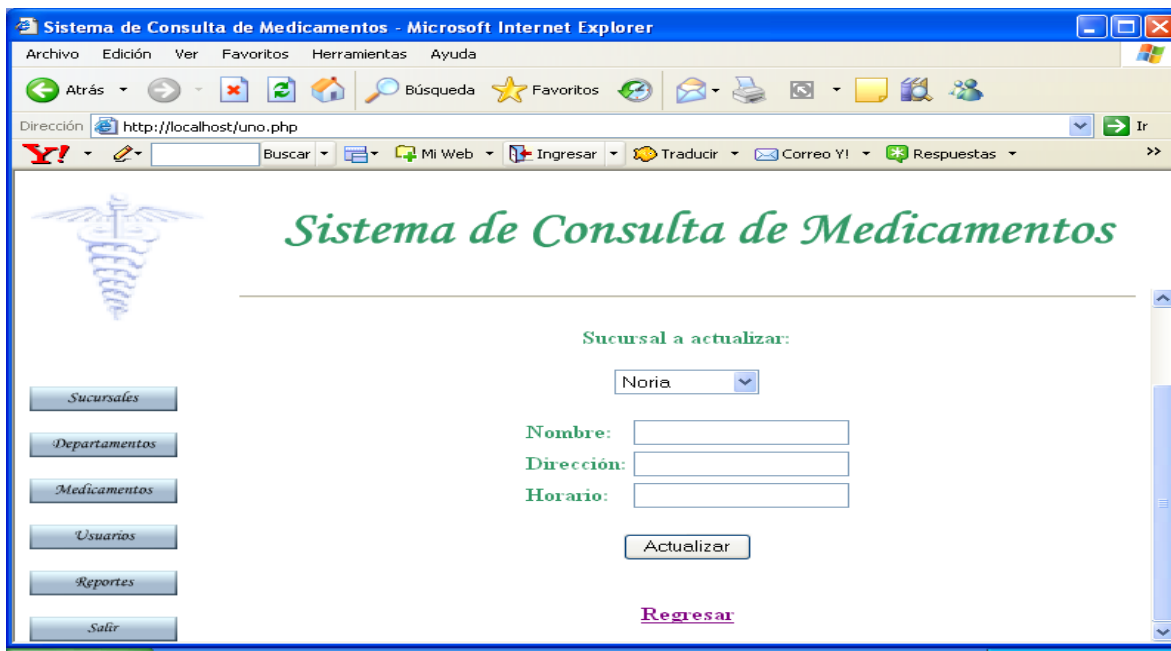 Sistema de Consulta de Medicamentos - Microsoft Internet Explorer
Archivo Edición Ver Favoritos Herramientas Ayuda
Atrás Búsqueda Favoritos
Dirección http://localhost/uno.php Ir
Y! Buscar Mi Web Ingresar Traducir Correo Y! Respuestas >>
Sistema de Consulta de Medicamentos
Sucursal a actualizar:
Noria
Nombre:
Dirección:
Horario:
Actualizar
Regresar
Sucursales
Departamentos
Medicamentos
Usuarios
Reportes
Salir